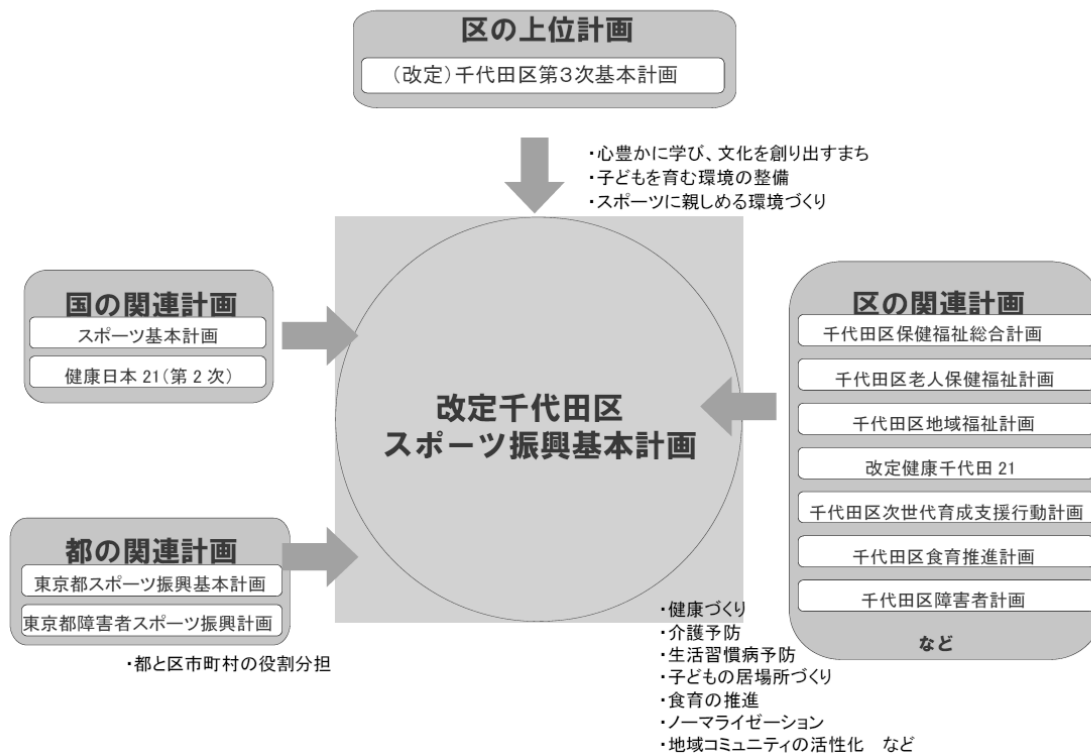 区の上位計画
(改定)千代田区第3次基本計画
・心豊かに学び、文化を創り出すまち
・子どもを育む環境の整備
・スポーツに親しめる環境づくり
国の関連計画
スポーツ基本計画
健康日本21(第2次)
都の関連計画
東京都スポーツ振興基本計画
東京都障害者スポーツ振興計画
・都と区市町村の役割分担
改定千代田区
スポーツ振興基本計画
区の関連計画
千代田区保健福祉総合計画
千代田区老人保健福祉計画
千代田区地域福祉計画
改定健康千代田21
千代田区次世代育成支援行動計画
千代田区食育推進計画
千代田区障害者計画
など
・健康づくり
・介護予防
・生活習慣病予防
・子どもの居場所づくり
・食育の推進
・ノーマライゼーション
・地域コミュニティの活性化 など